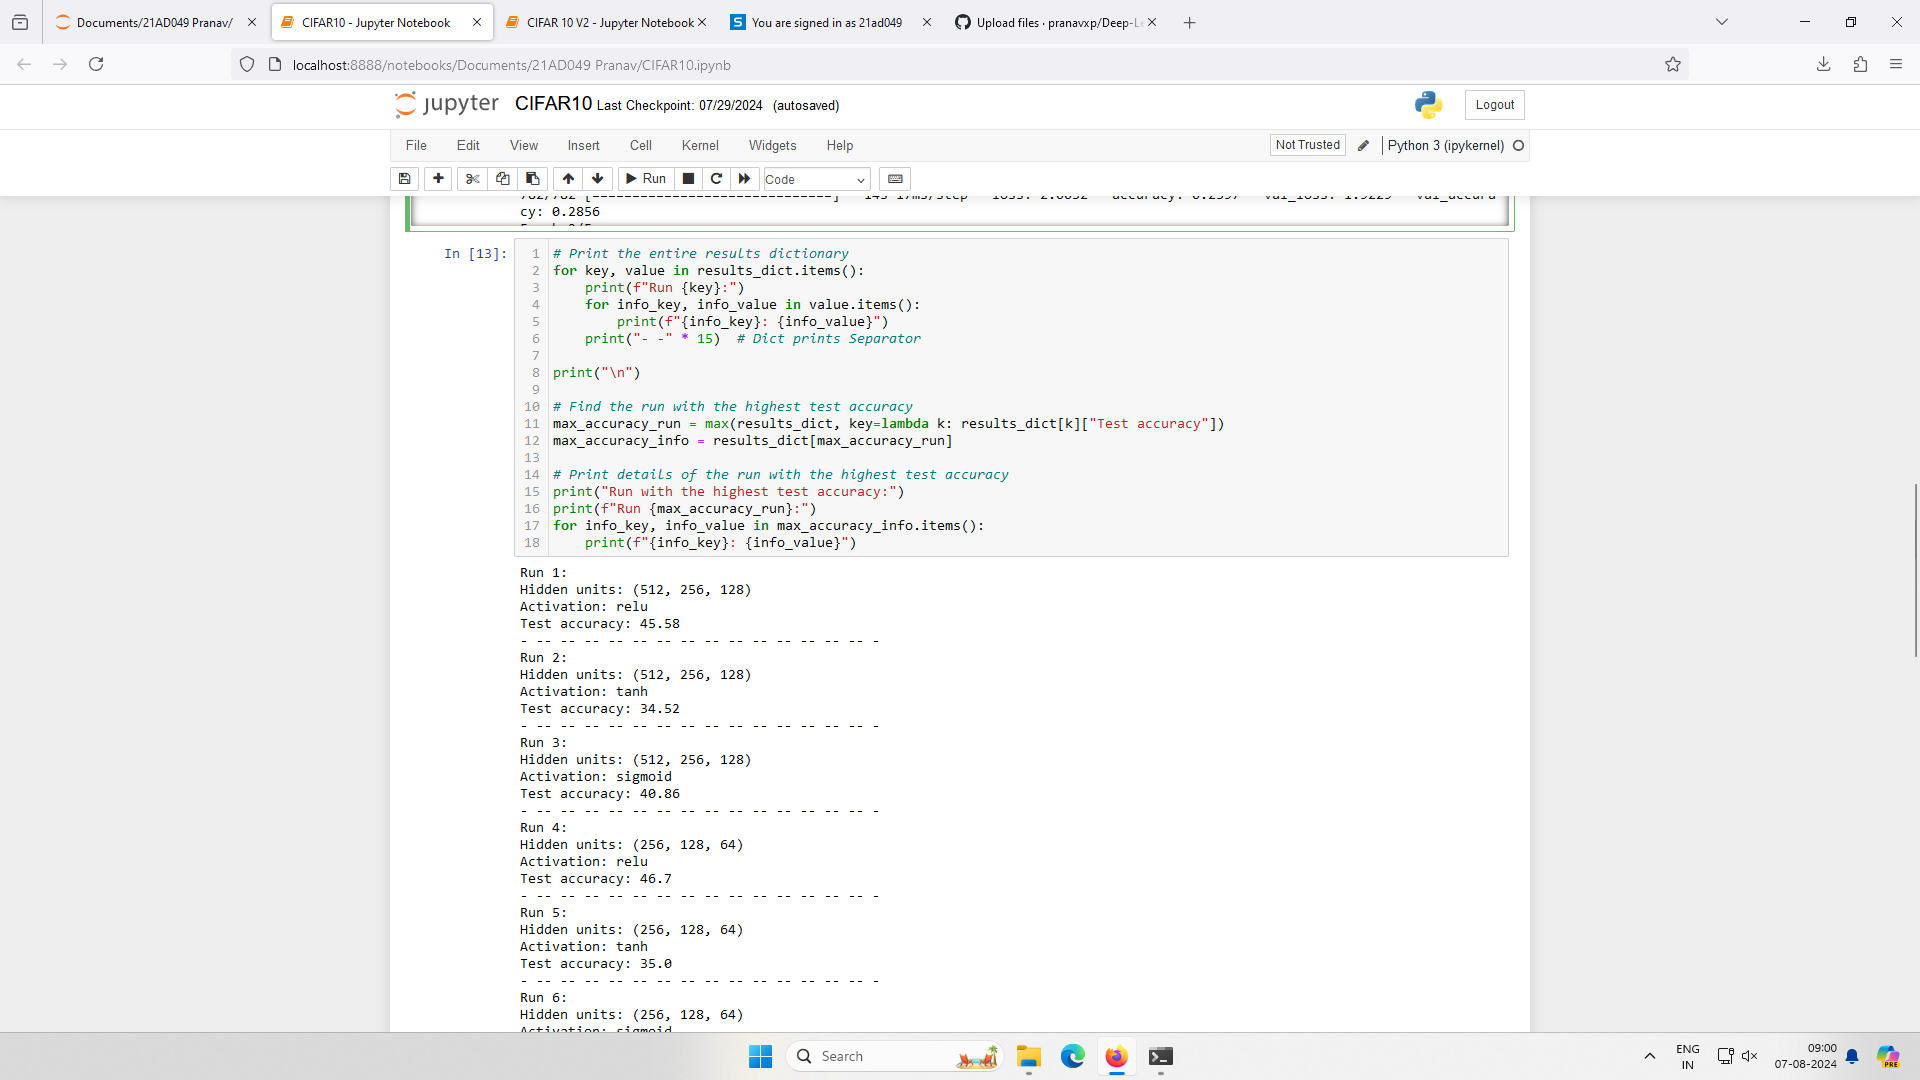 Documents/21AD049 Pranav/
CIFAR10 - Jupyter Notebook
CIFAR 10 V2 - Jupyter Notebook
You are signed in as 21ad049
Upload files · pranavxp/Deep-Le
localhost:8888/notebooks/Documents/21AD049 Pranav/CIFAR10.ipynb
jupyter CIFAR10 Last Checkpoint: 07/29/2024 (autosaved)
Logout
File Edit View Insert Cell Kernel Widgets Help
Not Trusted
Python 3 (ipykernel)
Run
Code
cy: 0.2856
In [13]:
1 # Print the entire results dictionary
2 for key, value in results_dict.items():
3     print(f"Run {key}:")
4     for info_key, info_value in value.items():
5         print(f"{info_key}: {info_value}")
6     print("- -" * 15)  # Dict prints Separator
7
8 print("\n")
9
10 # Find the run with the highest test accuracy
11 max_accuracy_run = max(results_dict, key=lambda k: results_dict[k]["Test accuracy"])
12 max_accuracy_info = results_dict[max_accuracy_run]
13
14 # Print details of the run with the highest test accuracy
15 print("Run with the highest test accuracy:")
16 print(f"Run {max_accuracy_run}:")
17 for info_key, info_value in max_accuracy_info.items():
18     print(f"{info_key}: {info_value}")
Run 1:
Hidden units: (512, 256, 128)
Activation: relu
Test accuracy: 45.58
- -- -- -- -- -- -- -- -- -- -- -- -- -- -- -
Run 2:
Hidden units: (512, 256, 128)
Activation: tanh
Test accuracy: 34.52
- -- -- -- -- -- -- -- -- -- -- -- -- -- -- -
Run 3:
Hidden units: (512, 256, 128)
Activation: sigmoid
Test accuracy: 40.86
- -- -- -- -- -- -- -- -- -- -- -- -- -- -- -
Run 4:
Hidden units: (256, 128, 64)
Activation: relu
Test accuracy: 46.7
- -- -- -- -- -- -- -- -- -- -- -- -- -- -- -
Run 5:
Hidden units: (256, 128, 64)
Activation: tanh
Test accuracy: 35.0
- -- -- -- -- -- -- -- -- -- -- -- -- -- -- -
Run 6:
Hidden units: (256, 128, 64)
Activation: sigmoid
Search
ENG
IN
09:00
07-08-2024
PRE